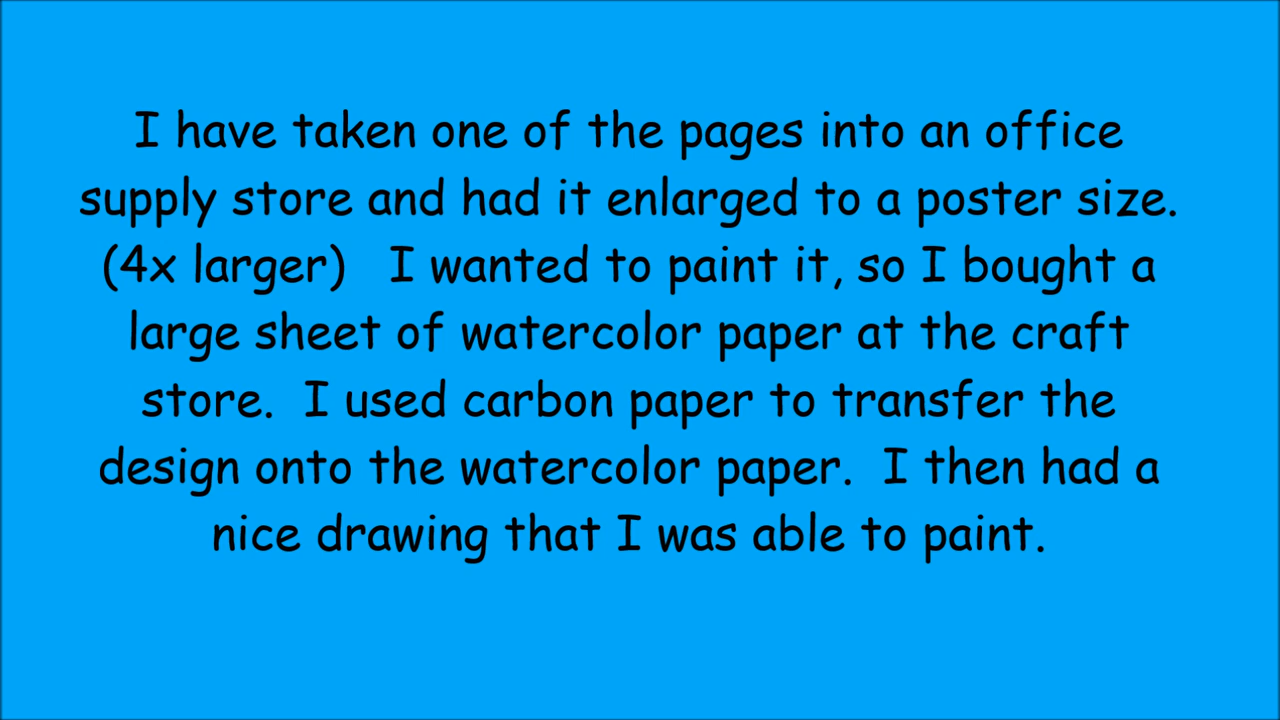 I have taken one of the pages into an office
supply store and had it enlarged to a poster size.
(4x larger)   I wanted to paint it, so I bought a
large sheet of watercolor paper at the craft
store.  I used carbon paper to transfer the
design onto the watercolor paper.  I then had a
nice drawing that I was able to paint.